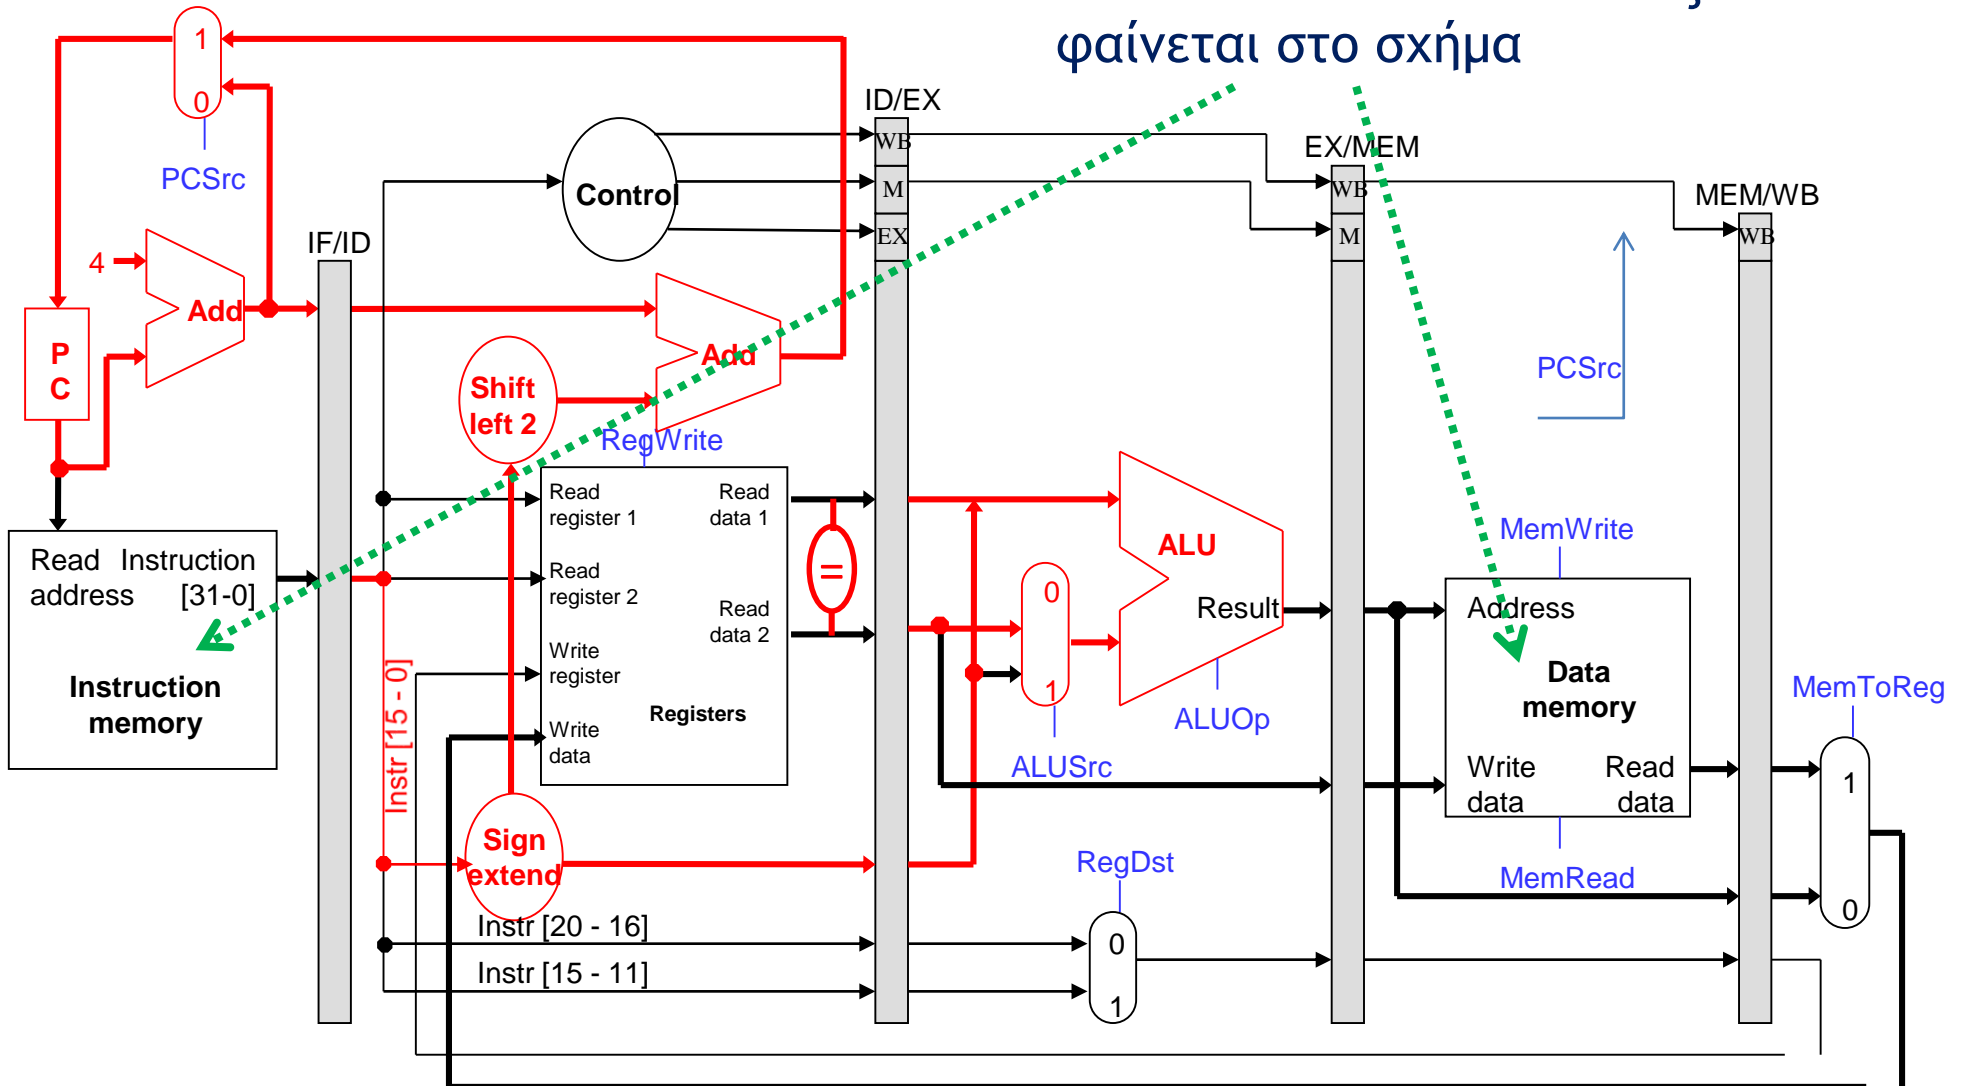 φαίνεται στο σχήμα
1
0
PCSrc
4
Add
P
C
IF/ID
Control
ID/EX
WB
M
EX
EX/MEM
WB
M
MEM/WB
WB
PCSrc
Add
Shift
left 2
RegWrite
Read
register 1
Read
data 1
Read
register 2
Read
data 2
Write
register
Registers
Write
data
=
Read Instruction
address [31-0]
Instruction
memory
Instr [15 - 0]
Sign
extend
Instr [20 - 16]
Instr [15 - 11]
0
1
ALUSrc
ALU
Result
ALUOp
RegDst
0
1
MemWrite
Address
Data
memory
Write
data
Read
data
MemRead
MemToReg
1
0